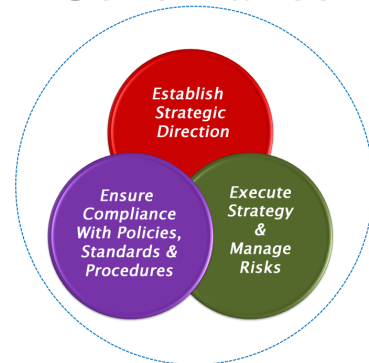 Establish
Strategic
Direction
Ensure
Compliance
With Policies,
Standards &
Procedures
Execute
Strategy
&
Manage
Risks